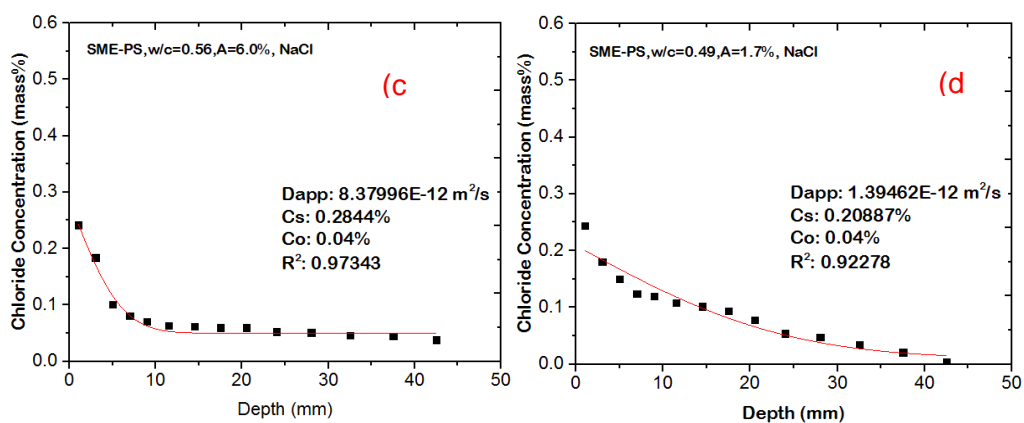 SME-PS,w/c=0.56,A=6.0%, NaCl
(c
Chloride Concentration (mass%)
0.6
0.5
0.4
0.3
0.2
0.1
0.0
Dapp: 8.37996E-12 m²/s
Cs: 0.2844%
Co: 0.04%
R²: 0.97343
0 10 20 30 40 50
Depth (mm)
SME-PS,w/c=0.49,A=1.7%, NaCl
(d
Chloride Concentration (mass%)
0.6
0.5
0.4
0.3
0.2
0.1
0.0
Dapp: 1.39462E-12 m²/s
Cs: 0.20887%
Co: 0.04%
R²: 0.92278
0 10 20 30 40 50
Depth (mm)